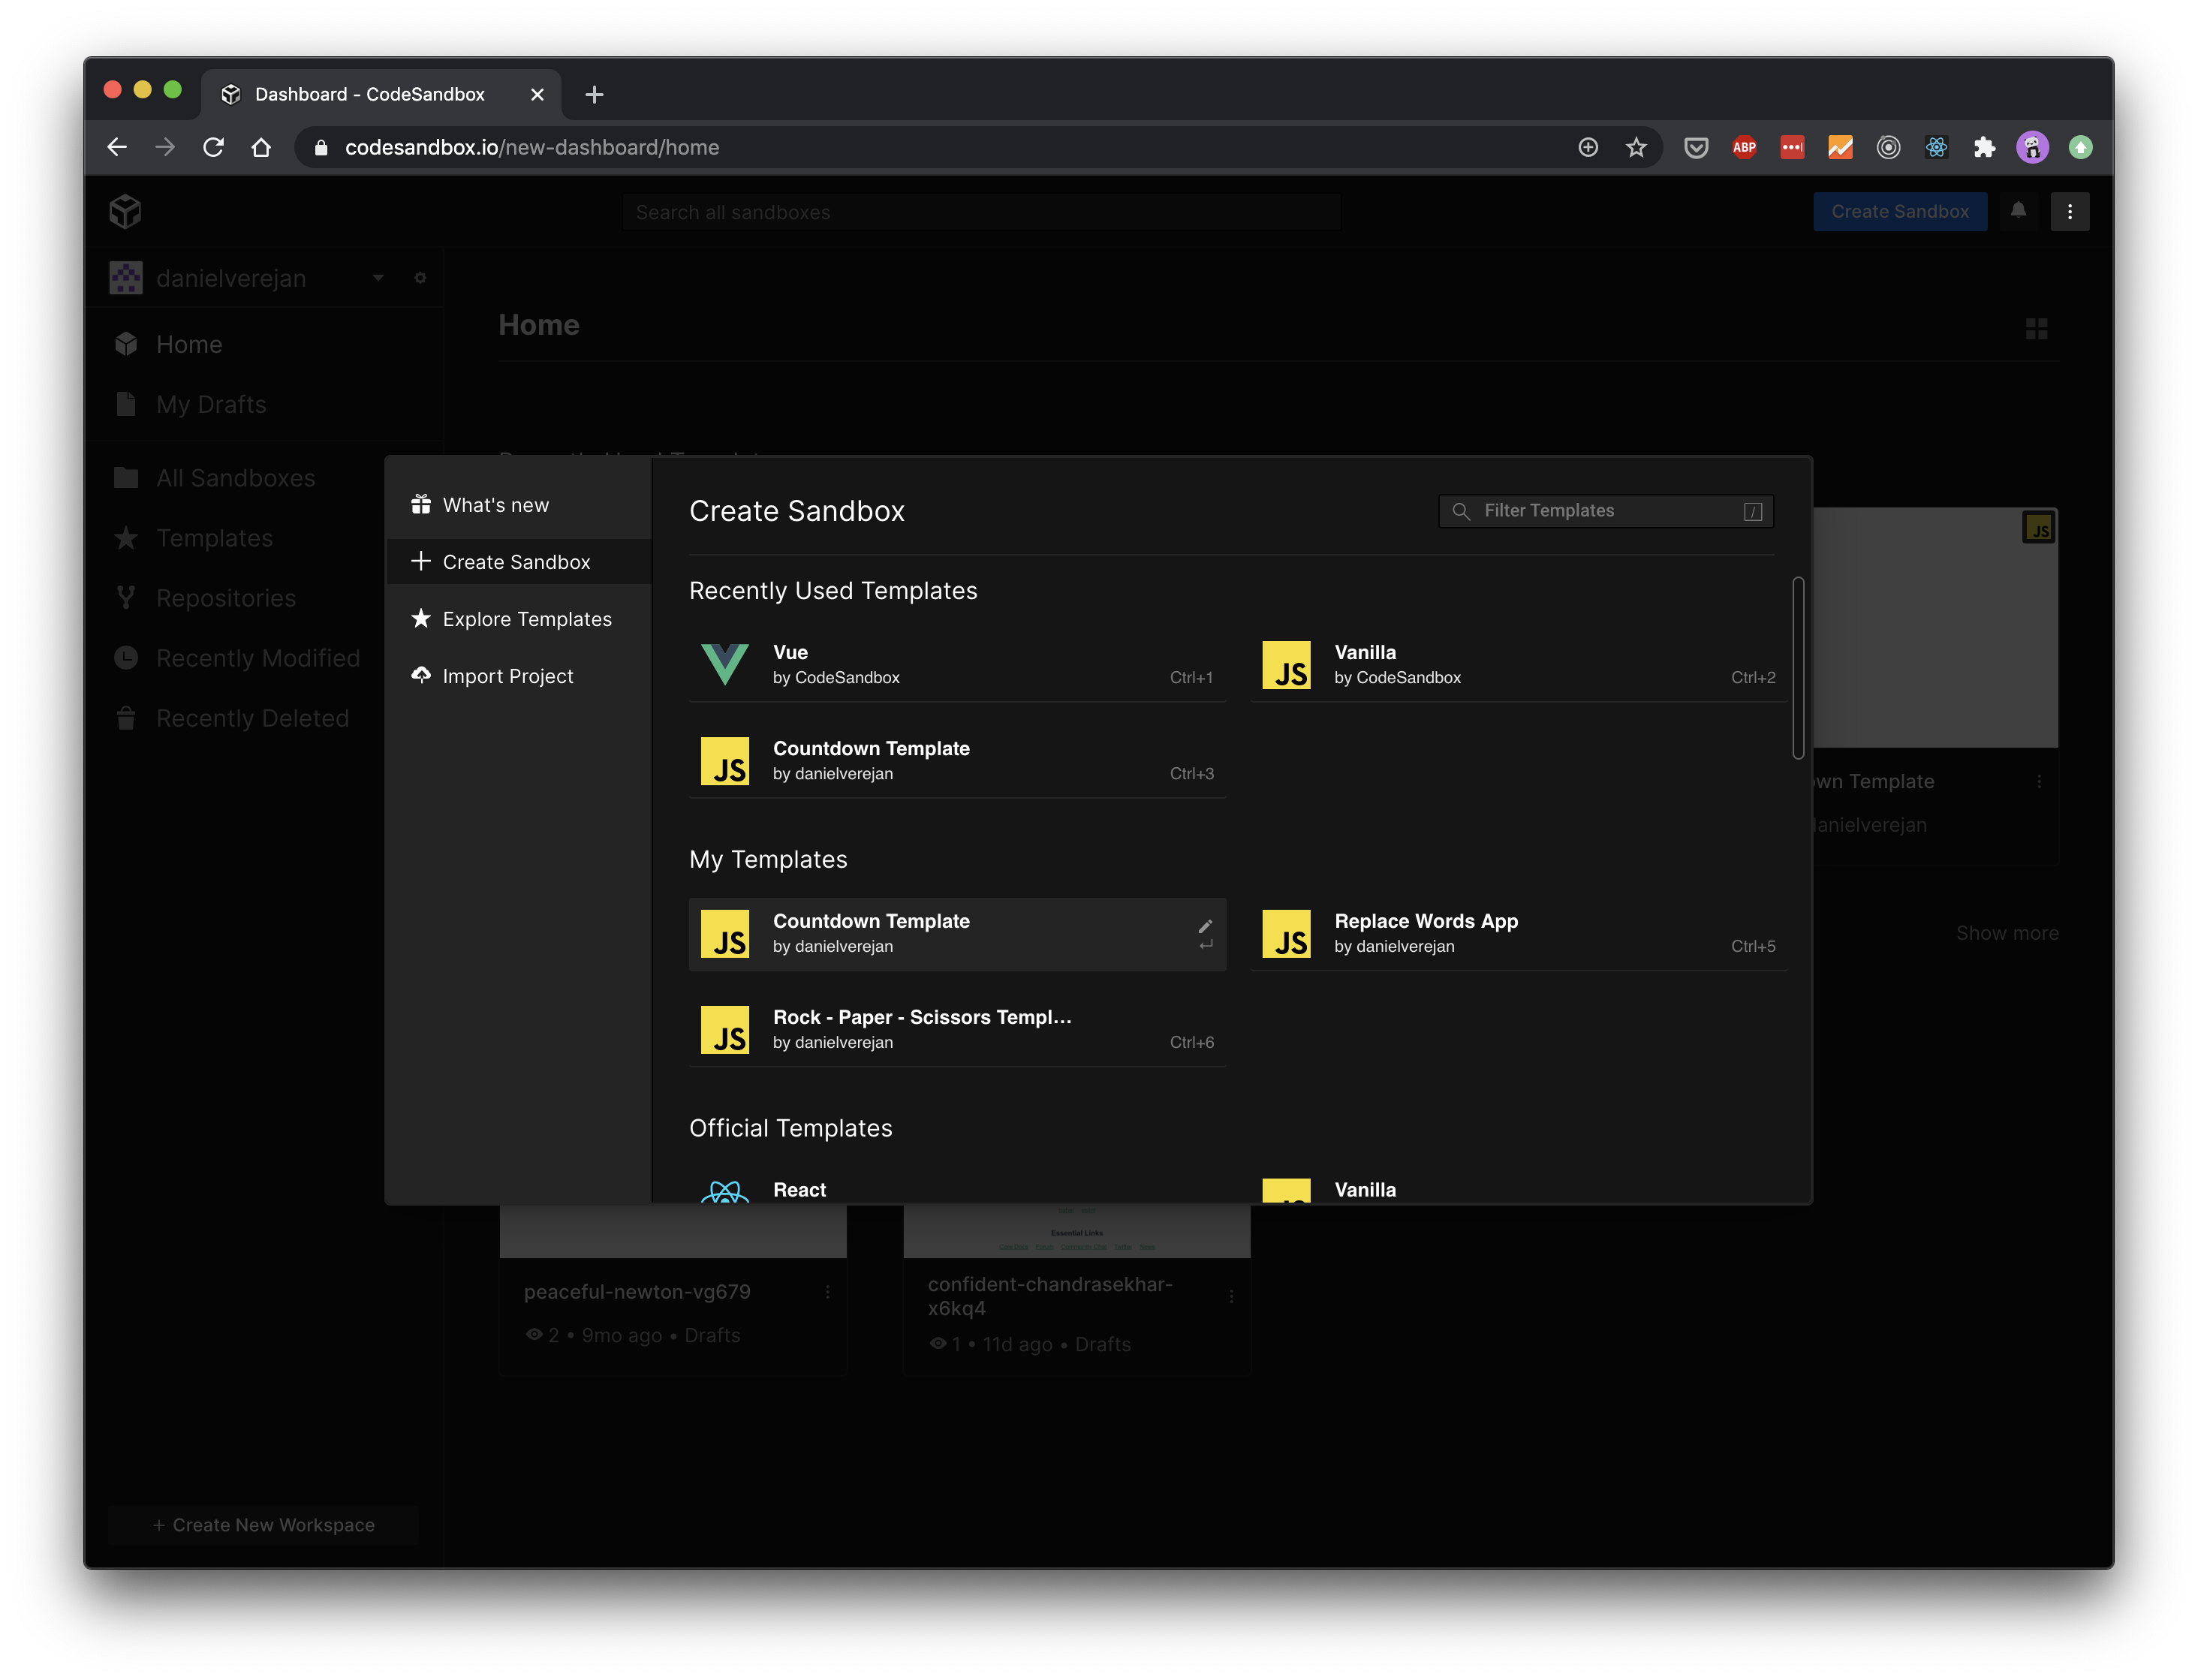 Dashboard - CodeSandbox
codesandbox.io/new-dashboard/home
ABP
Search all sandboxes
Create Sandbox
danielverejan
Home
My Drafts
All Sandboxes
Templates
Repositories
Recently Modified
Recently Deleted
+ Create New Workspace
Home
What's new
Create Sandbox
Explore Templates
Import Project
Create Sandbox
Filter Templates
/
Recently Used Templates
JS
Vue
by CodeSandbox
Ctrl+1
JS
Vanilla
by CodeSandbox
Ctrl+2
JS
Countdown Template
by danielverejan
Ctrl+3
wn Template
danielverejan
My Templates
JS
Countdown Template
by danielverejan
JS
Replace Words App
by danielverejan
Ctrl+5
Show more
JS
Rock - Paper - Scissors Templ...
by danielverejan
Ctrl+6
Official Templates
React
Vanilla
Essential Links
peaceful-newton-vg679
2 • 9mo ago • Drafts
confident-chandrasekhar-
x6kq4
1 • 11d ago • Drafts